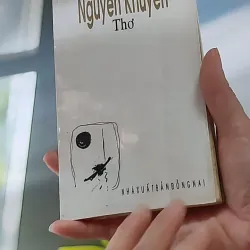 Nguyễn Khuyến
Thơ
NHÀ XUẤT BẢN ĐỒNG NAI